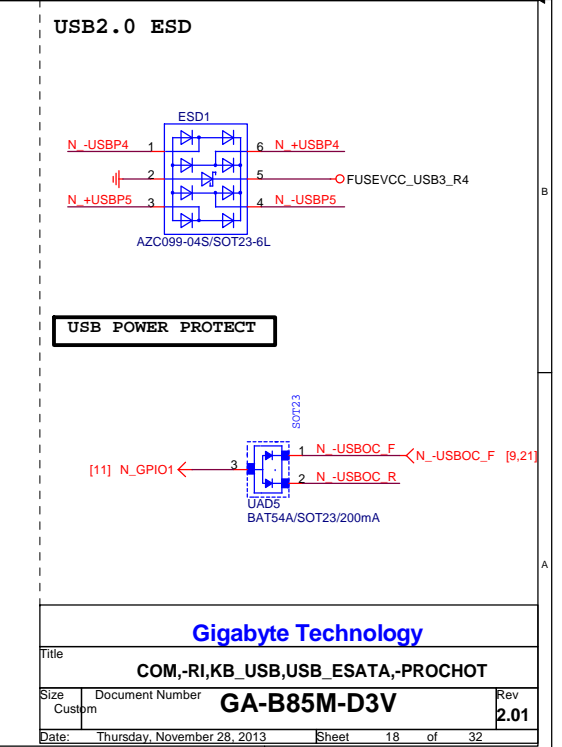 USB2.0 ESD
ESD1
N_-USBP4 1 6 N_+USBP4
2 5 FUSEVCC_USB3_R4
B
N_+USBP5 3 4 N_-USBP5
AZC099-04S/SOT23-6L
USB POWER PROTECT
SOT23
1 N_-USBOC_F N_-USBOC_F [9,21]
[11] N_GPIO1 3
2 N_-USBOC_R
UAD5
BAT54A/SOT23/200mA
A
Gigabyte Technology
Title
COM,-RI,KB_USB,USB_ESATA,-PROCHOT
Size Document Number Rev
Custom GA-B85M-D3V 2.01
Date: Thursday, November 28, 2013 Sheet 18 of 32